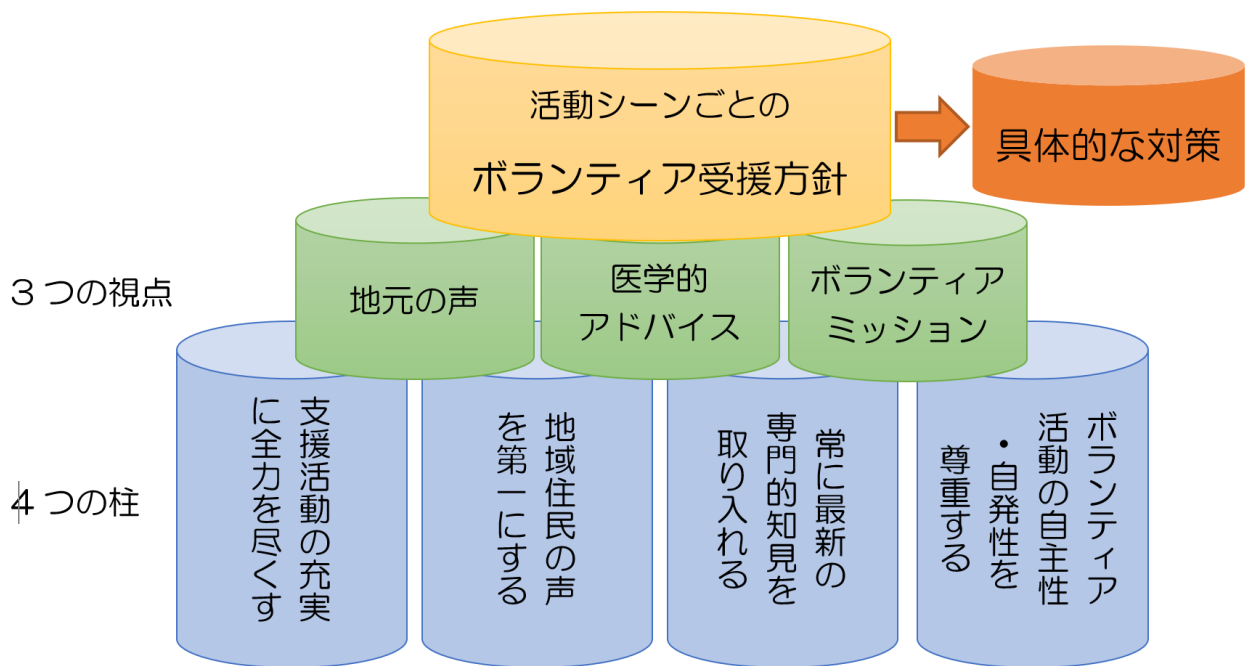 活動シーンごとの
ボランティア受援方針
具体的な対策
3つの視点
地元の声
医学的
アドバイス
ボランティア
ミッション
4つの柱
支援活動の充実
に全力を尽くす
地域住民の声
を第一にする
常に最新の
専門的知見を
取り入れる
ボランティア
活動の自主性
・自発性を
尊重する